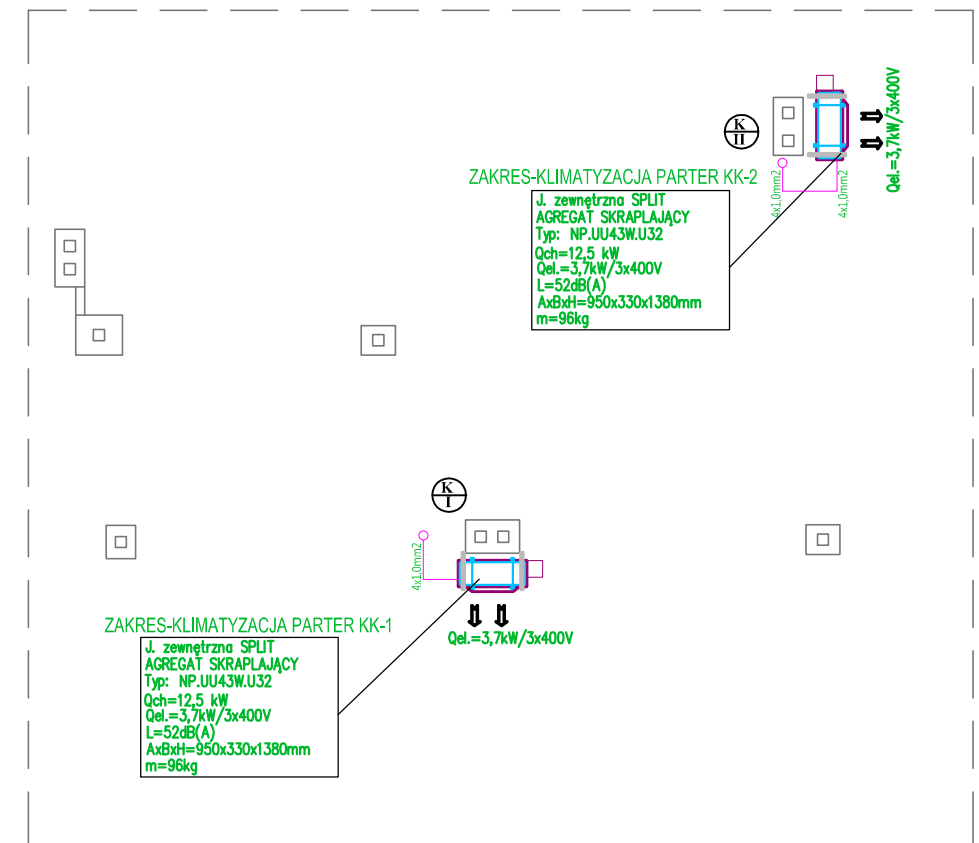 Qel.=3,7kW/3x400V
K
II
ZAKRES-KLIMATYZACJA PARTER KK-2
4x1,0mm2
4x1,0mm2
J. zewnętrzna SPLIT
AGREGAT SKRAPLAJĄCY
Typ: NP.UU43W.U32
Qch=12,5 kW
Qel.=3,7kW/3x400V
L=52dB(A)
AxBxH=950x330x1380mm
m=96kg
K
I
4x1,0mm2
ZAKRES-KLIMATYZACJA PARTER KK-1
Qel.=3,7kW/3x400V
J. zewnętrzna SPLIT
AGREGAT SKRAPLAJĄCY
Typ: NP.UU43W.U32
Qch=12,5 kW
Qel.=3,7kW/3x400V
L=52dB(A)
AxBxH=950x330x1380mm
m=96kg